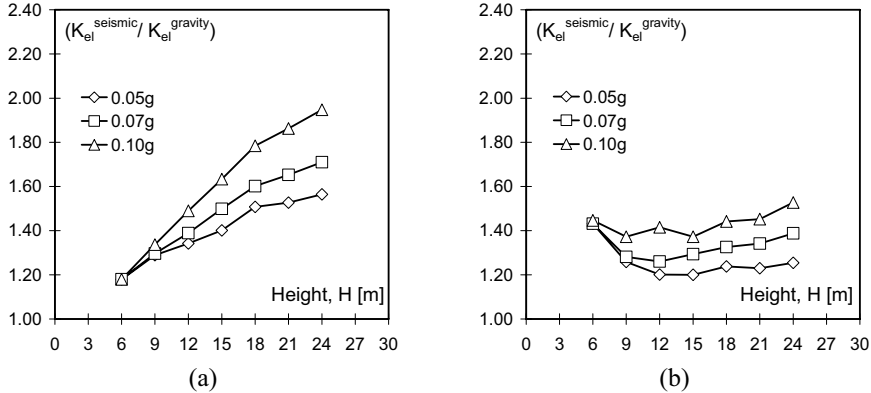 2.40
(K_el^seismic/ K_el^gravity)
2.20
2.00
0.05g
1.80
0.07g
0.10g
1.60
1.40
1.20
Height, H [m]
1.00
0 3 6 9 12 15 18 21 24 27 30
(a)
2.40
(K_el^seismic/ K_el^gravity)
2.20
2.00
0.05g
1.80
0.07g
0.10g
1.60
1.40
1.20
Height, H [m]
1.00
0 3 6 9 12 15 18 21 24 27 30
(b)